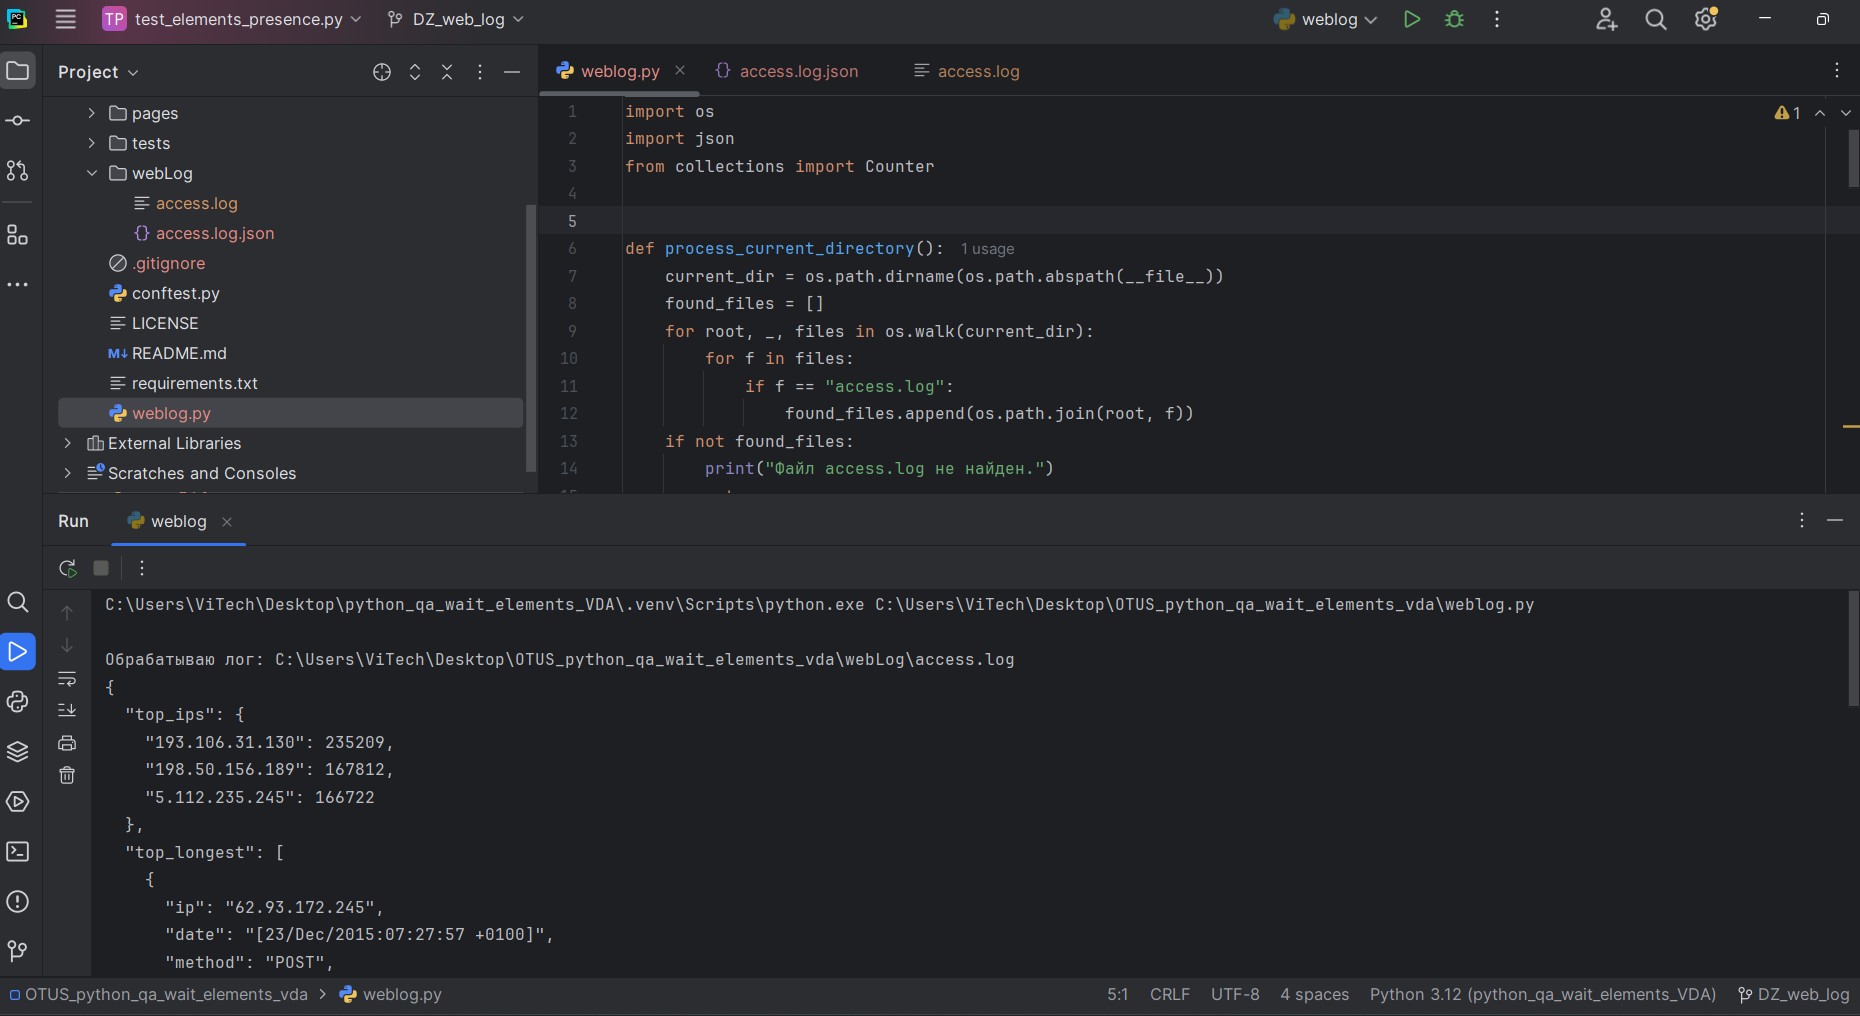 TP test_elements_presence.py DZ_web_log weblog
Project
pages
tests
webLog
access.log
access.log.json
.gitignore
conftest.py
LICENSE
M↓ README.md
requirements.txt
weblog.py
External Libraries
Scratches and Consoles
weblog.py access.log.json access.log
1 import os
2 import json
3 from collections import Counter
4
5
6 def process_current_directory(): 1 usage
7 current_dir = os.path.dirname(os.path.abspath(__file__))
8 found_files = []
9 for root, _, files in os.walk(current_dir):
10 for f in files:
11 if f == "access.log":
12 found_files.append(os.path.join(root, f))
13 if not found_files:
14 print("Файл access.log не найден.")
1
Run weblog
C:\Users\ViTech\Desktop\python_qa_wait_elements_VDA\.venv\Scripts\python.exe C:\Users\ViTech\Desktop\OTUS_python_qa_wait_elements_vda\weblog.py
Обрабатываю лог: C:\Users\ViTech\Desktop\OTUS_python_qa_wait_elements_vda\webLog\access.log
{
"top_ips": {
"193.106.31.130": 235209,
"198.50.156.189": 167812,
"5.112.235.245": 166722
},
"top_longest": [
{
"ip": "62.93.172.245",
"date": "[23/Dec/2015:07:27:57 +0100]",
"method": "POST",
OTUS_python_qa_wait_elements_vda > weblog.py 5:1 CRLF UTF-8 4 spaces Python 3.12 (python_qa_wait_elements_VDA) DZ_web_log